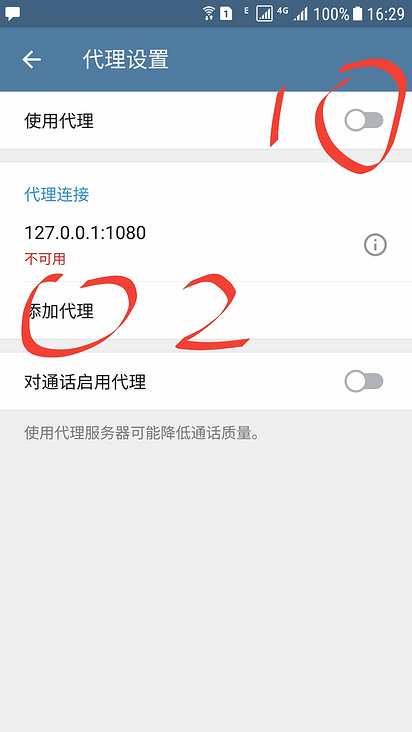 1 E 4G 100% 16:29
代理设置
使用代理
1
代理连接
127.0.0.1:1080
不可用
添加代理
2
对通话启用代理
使用代理服务器可能降低通话质量。